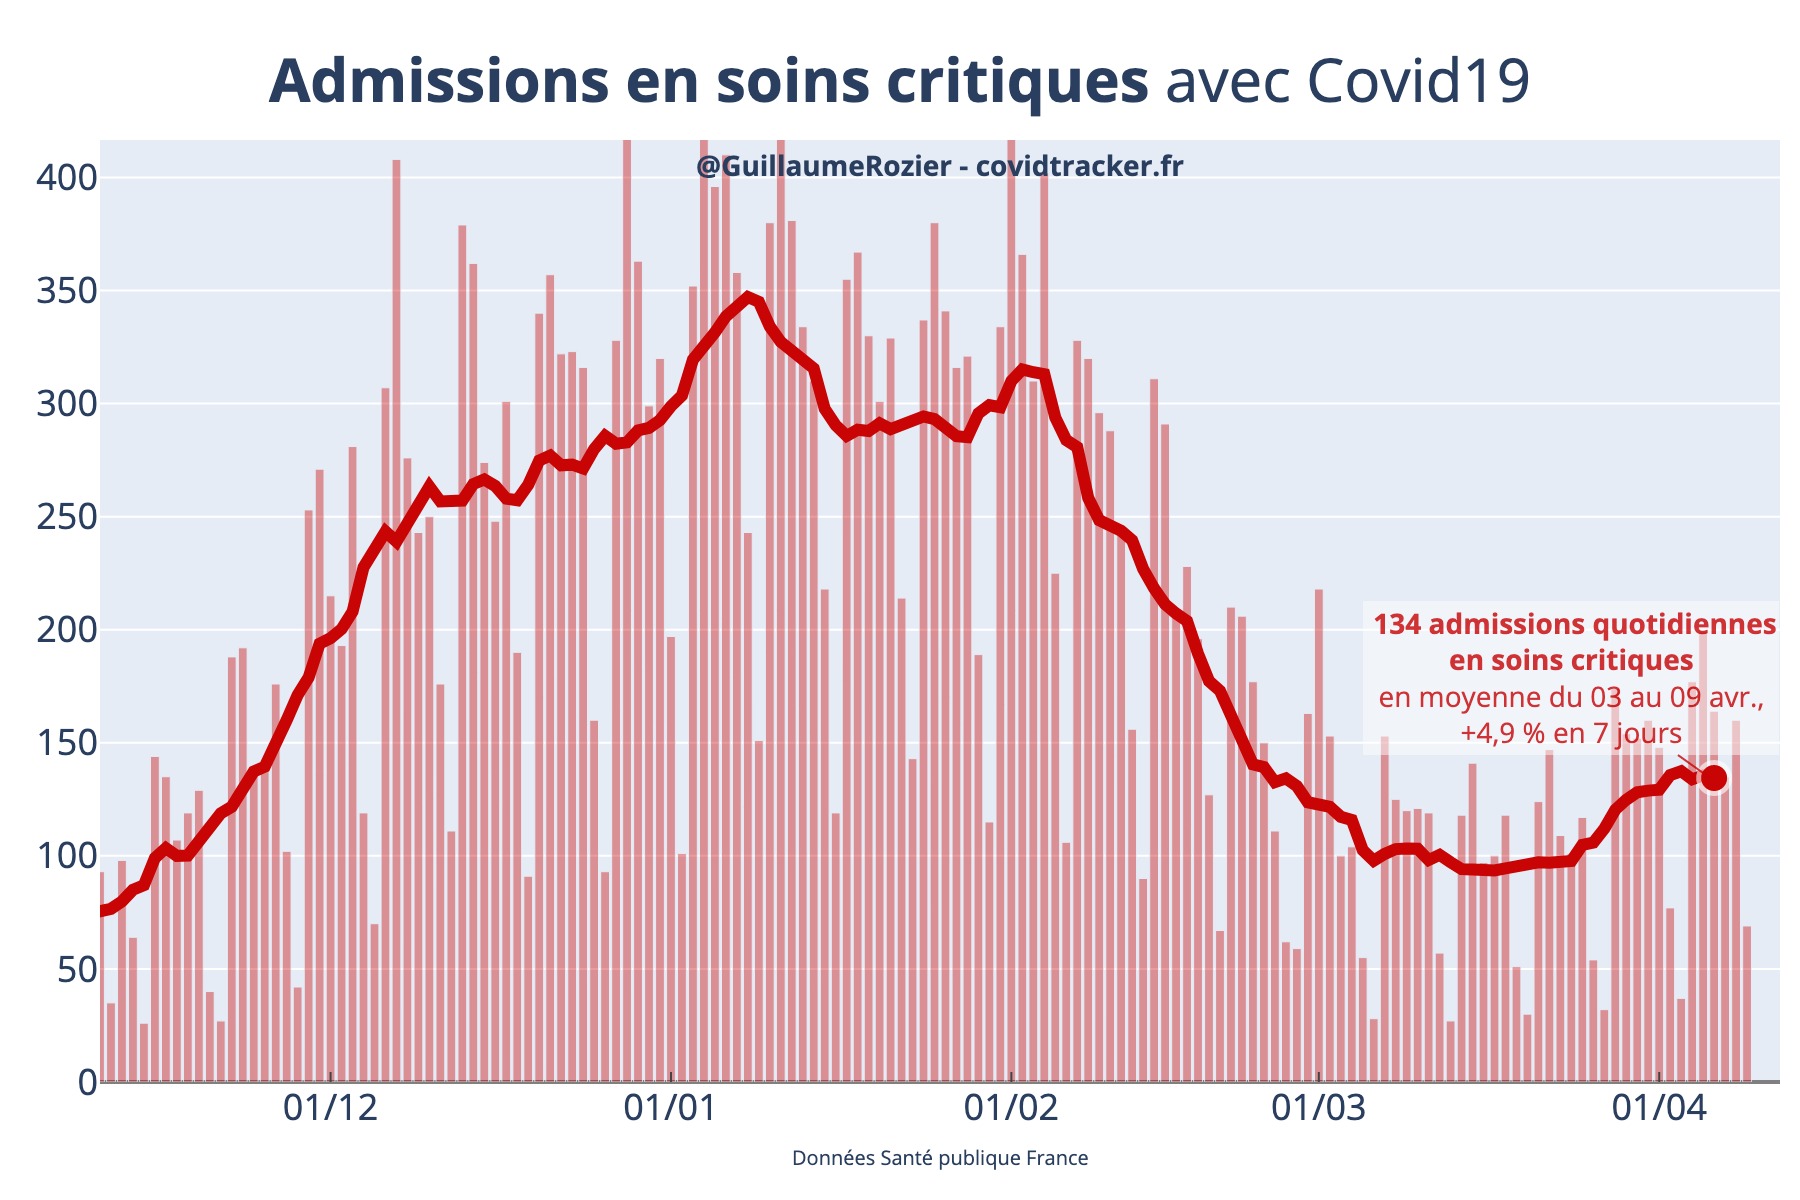 Admissions en soins critiques avec Covid19
@GuillaumeRozier - covidtracker.fr
400
350
300
250
200
150
100
50
0
134 admissions quotidiennes
en soins critiques
en moyenne du 03 au 09 avr.,
+4,9 % en 7 jours
01/12
01/01
01/02
01/03
01/04
Données Santé publique France